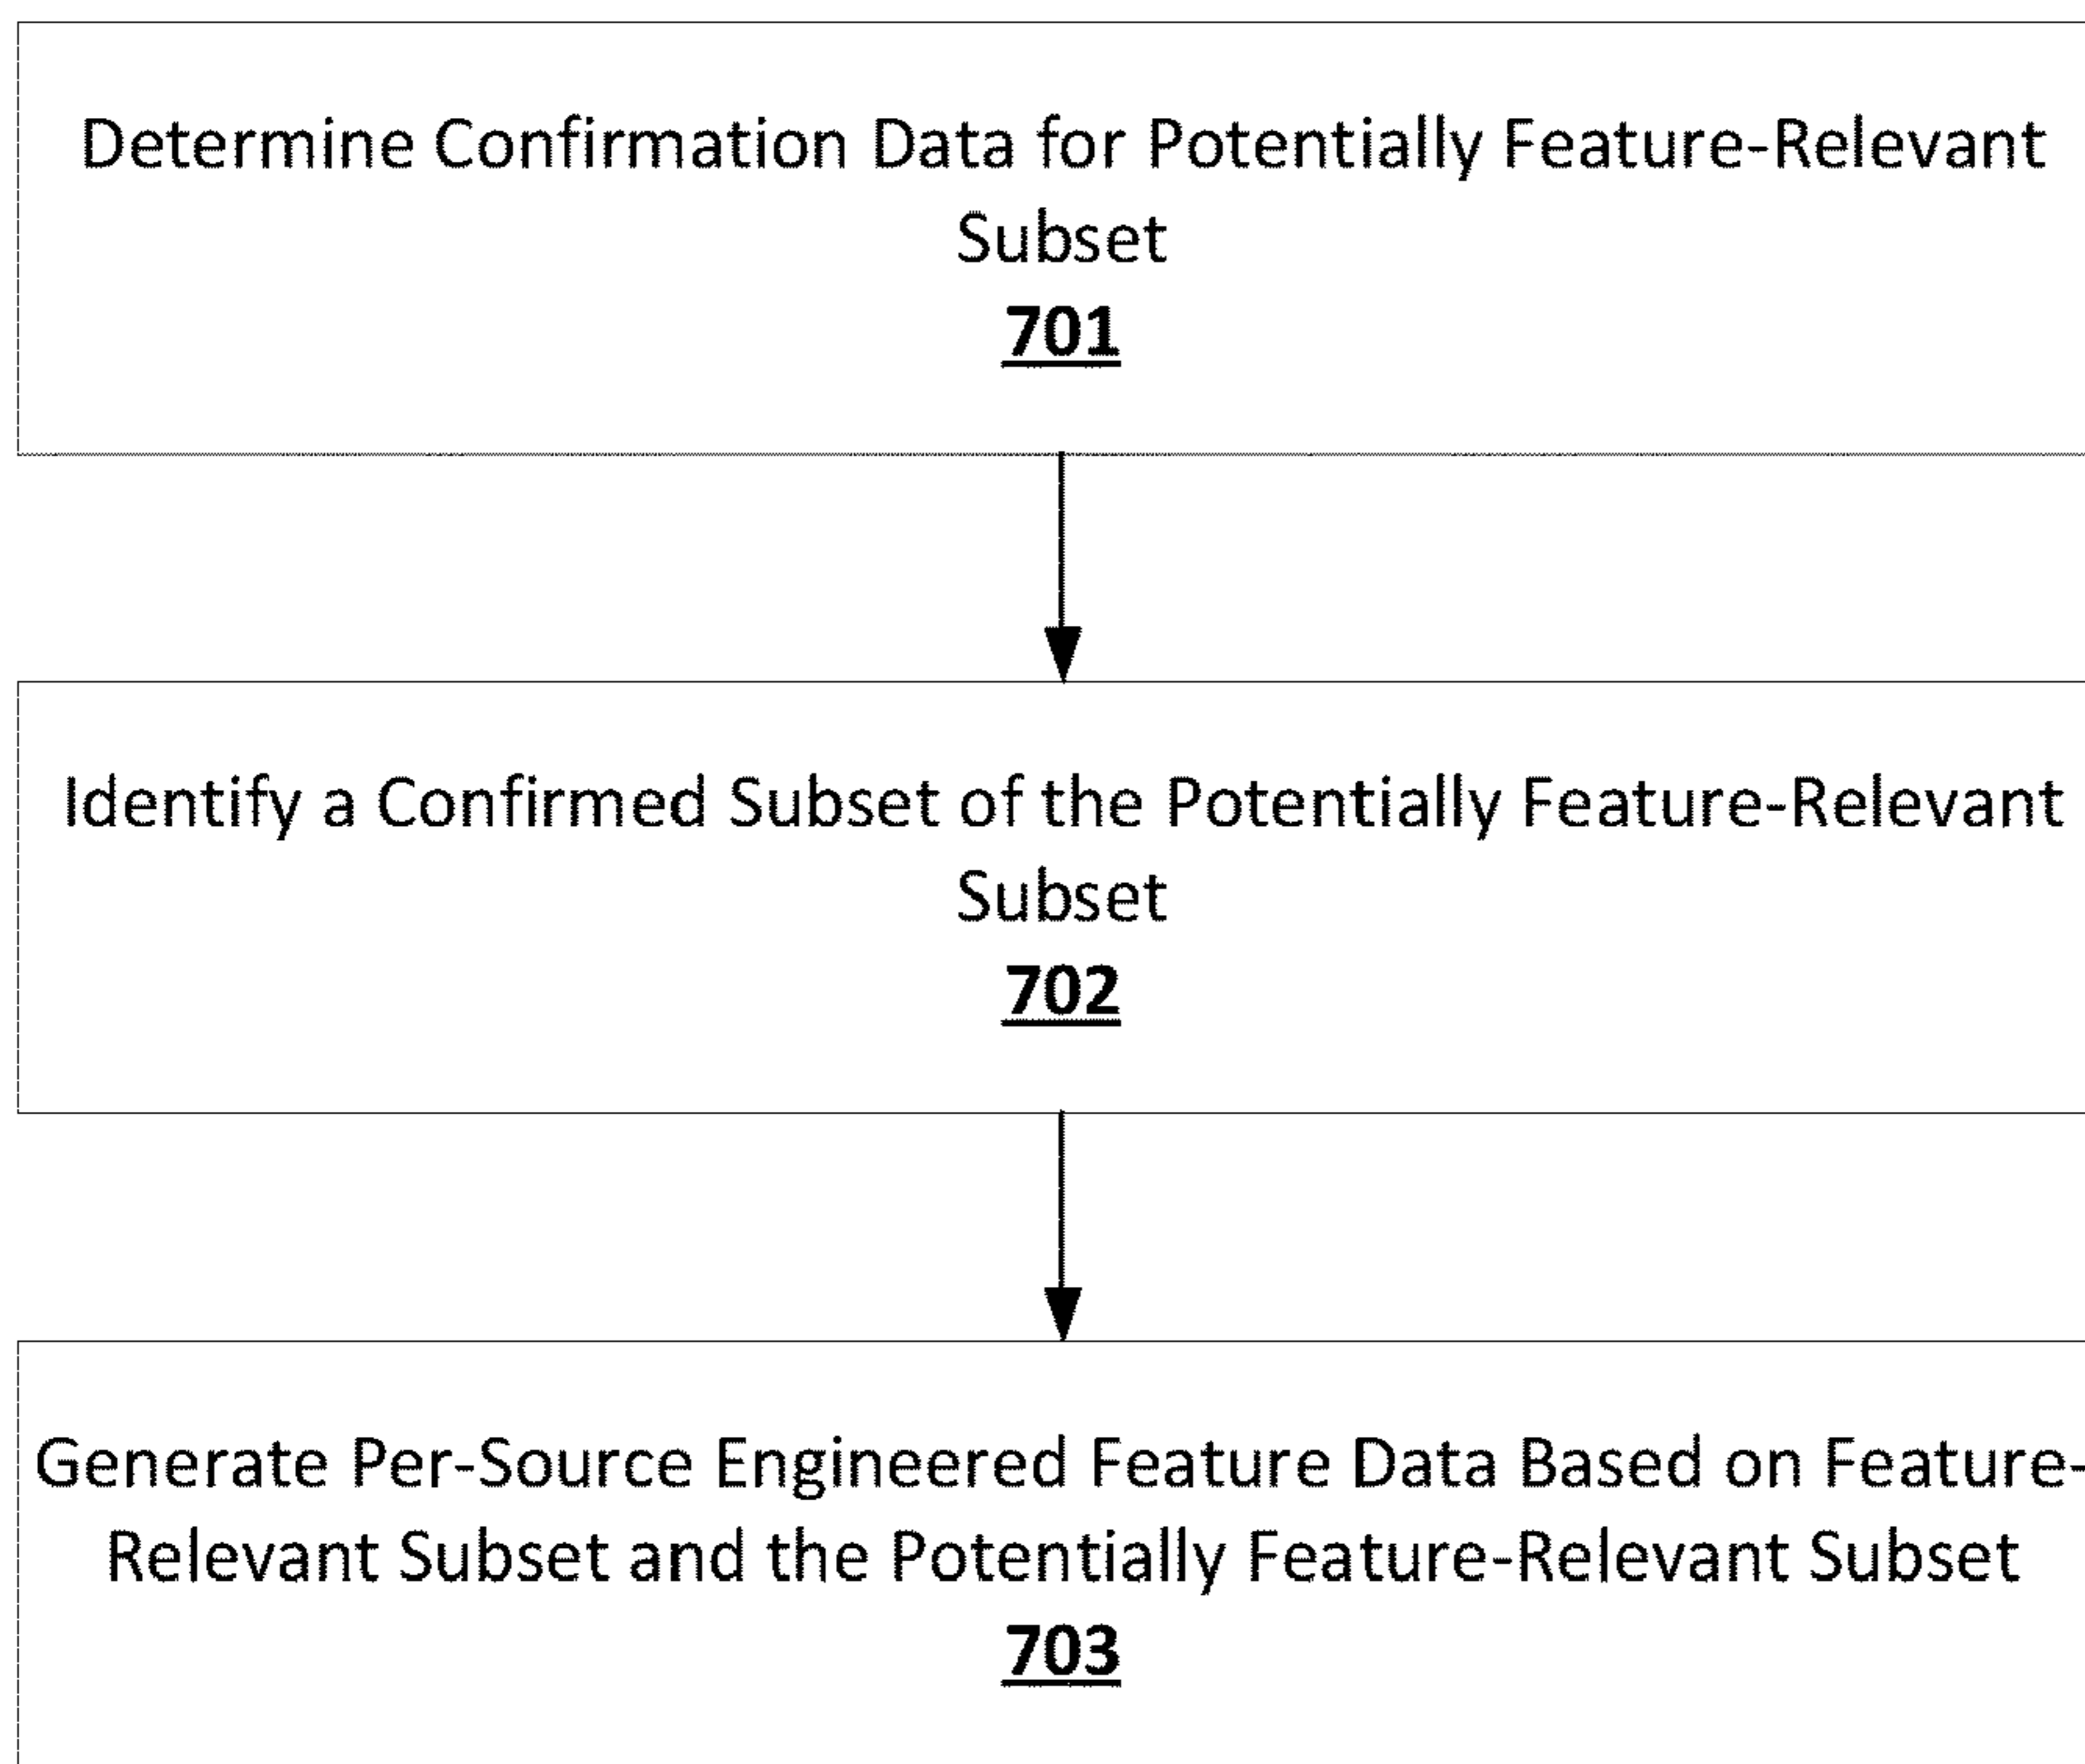 Determine Confirmation Data for Potentially Feature-Relevant
Subset
701
Identify a Confirmed Subset of the Potentially Feature-Relevant
Subset
702
Generate Per-Source Engineered Feature Data Based on Feature-
Relevant Subset and the Potentially Feature-Relevant Subset
703